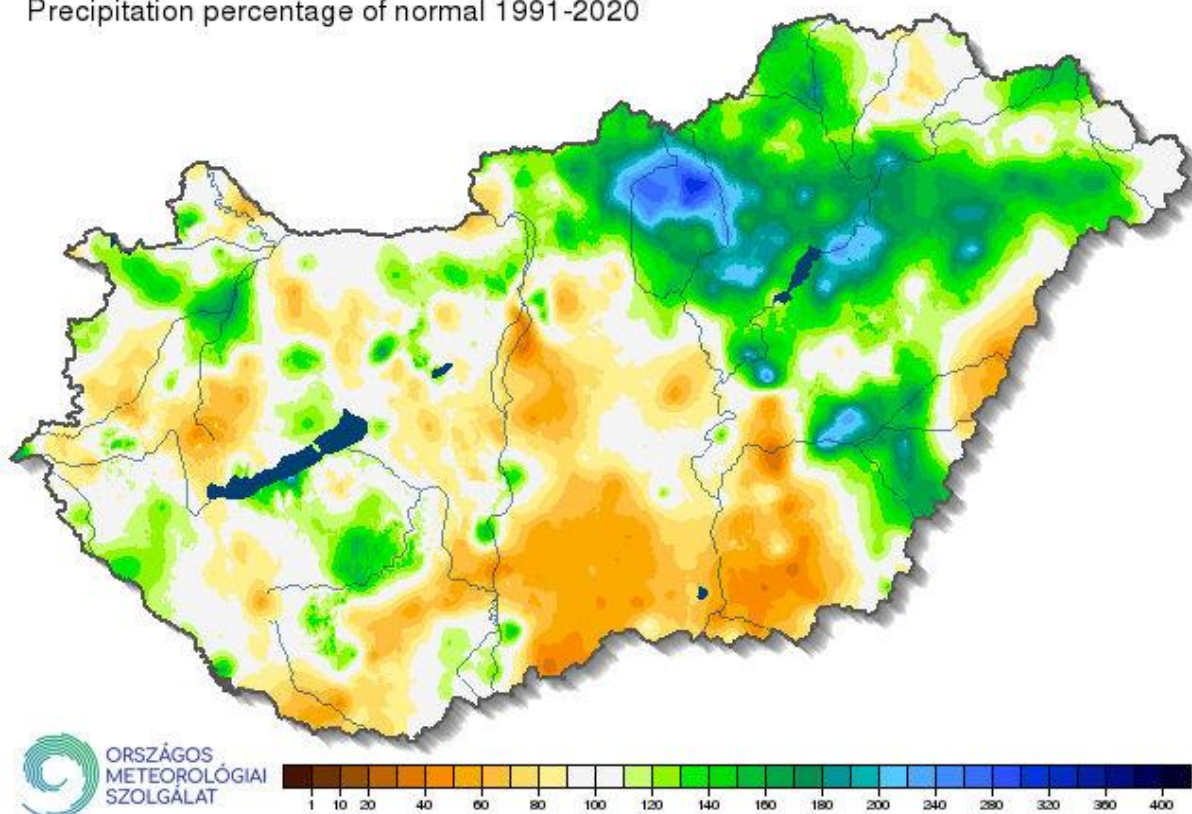 Precipitation percentage of normal 1991-2020
ORSZÁGOS
METEOROLÓGIAI
SZOLGÁLAT
1 10 20 40 60 80 100 120 140 160 180 200 240 280 320 360 400